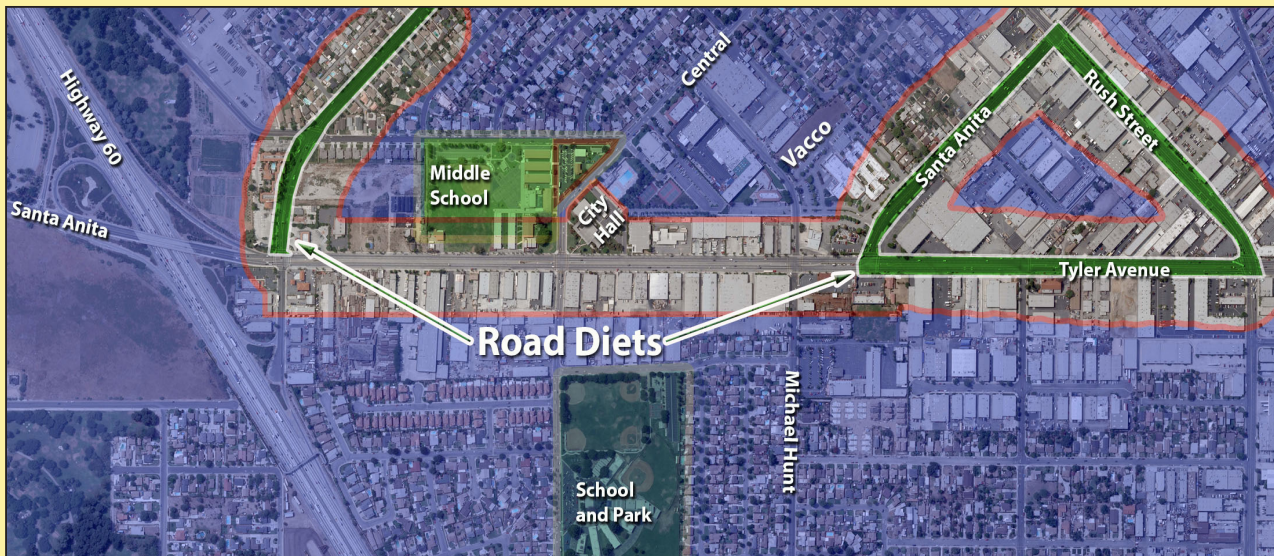 Highway 60
Santa Anita
Middle
School
City
Hall
Central
Vacco
Santa Anita
Rush Street
Tyler Avenue
Road Diets
Michael Hunt
School
and Park